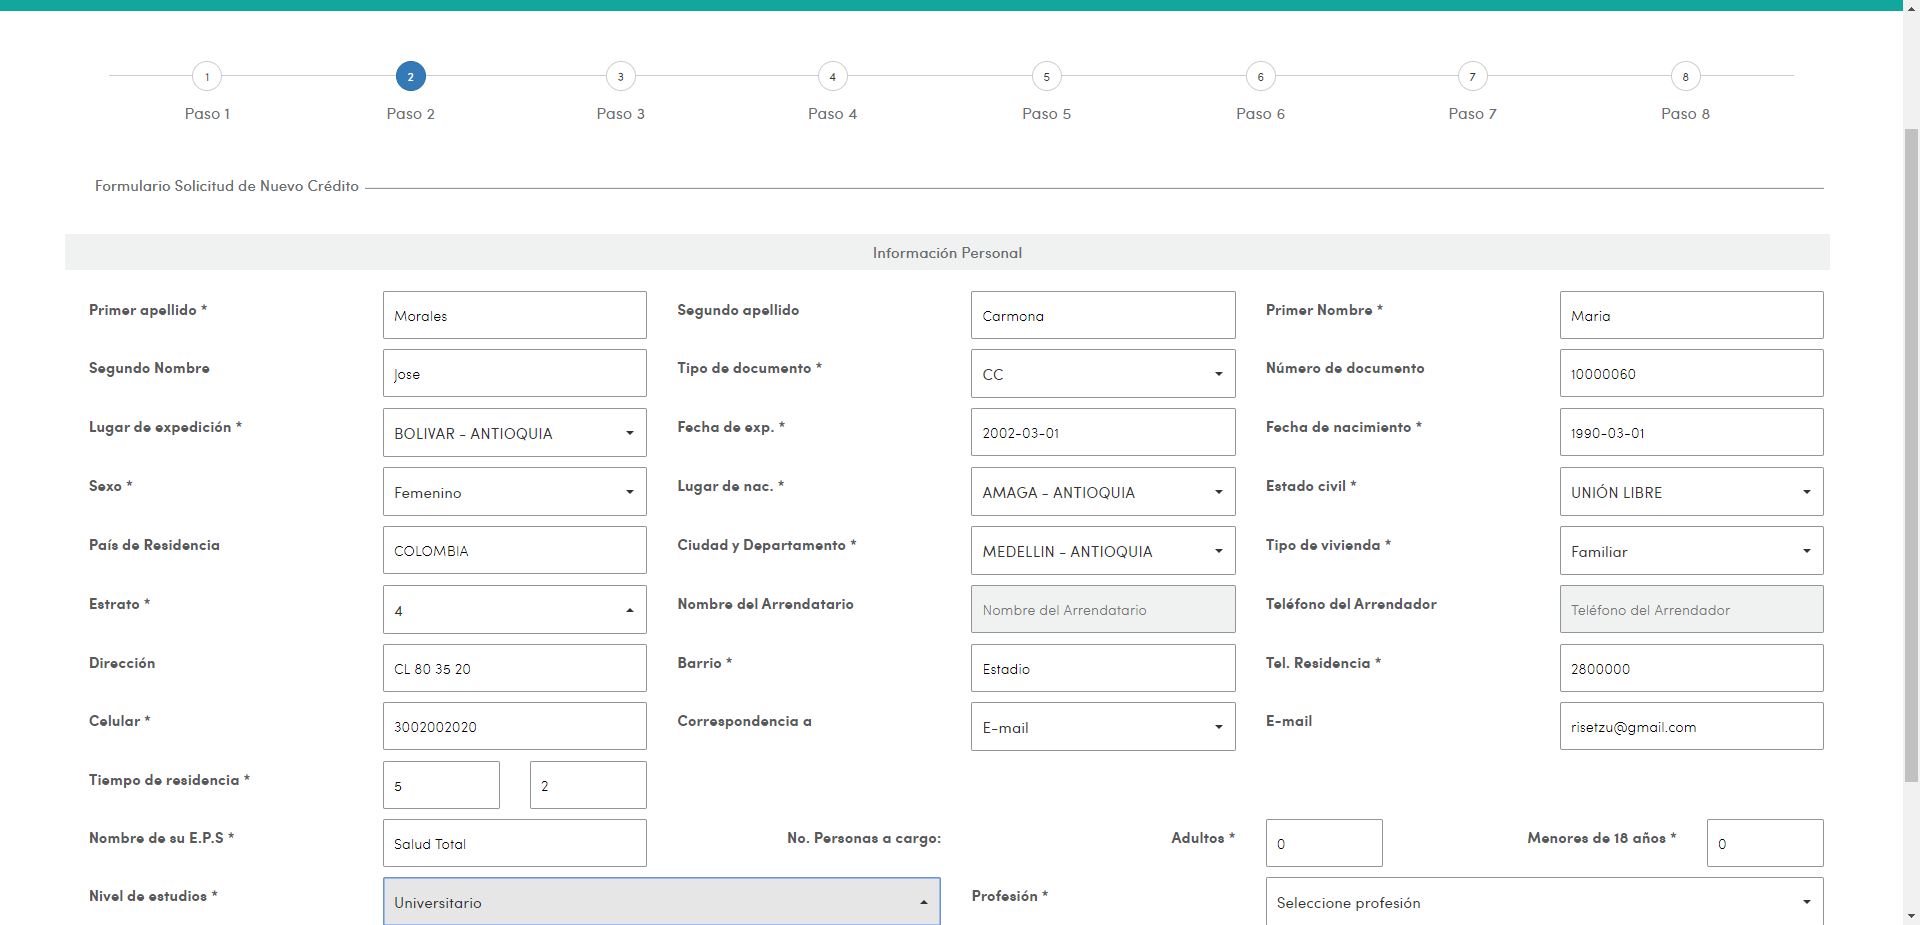 1 2 3 4 5 6 7 8
Paso 1 Paso 2 Paso 3 Paso 4 Paso 5 Paso 6 Paso 7 Paso 8
Formulario Solicitud de Nuevo Crédito
Información Personal
Primer apellido * Morales Segundo apellido Carmona Primer Nombre * Maria
Segundo Nombre Jose Tipo de documento * CC Número de documento 10000060
Lugar de expedición * BOLIVAR - ANTIOQUIA Fecha de exp. * 2002-03-01 Fecha de nacimiento * 1990-03-01
Sexo * Femenino Lugar de nac. * AMAGA - ANTIOQUIA Estado civil * UNIÓN LIBRE
País de Residencia COLOMBIA Ciudad y Departamento * MEDELLIN - ANTIOQUIA Tipo de vivienda * Familiar
Estrato * 4 Nombre del Arrendatario Nombre del Arrendatario Teléfono del Arrendador Teléfono del Arrendador
Dirección CL 80 35 20 Barrio * Estadio Tel. Residencia * 2800000
Celular * 3002002020 Correspondencia a E-mail E-mail risetzu@gmail.com
Tiempo de residencia * 5 2
Nombre de su E.P.S * Salud Total No. Personas a cargo: Adultos * 0 Menores de 18 años * 0
Nivel de estudios * Universitario Profesión * Seleccione profesión